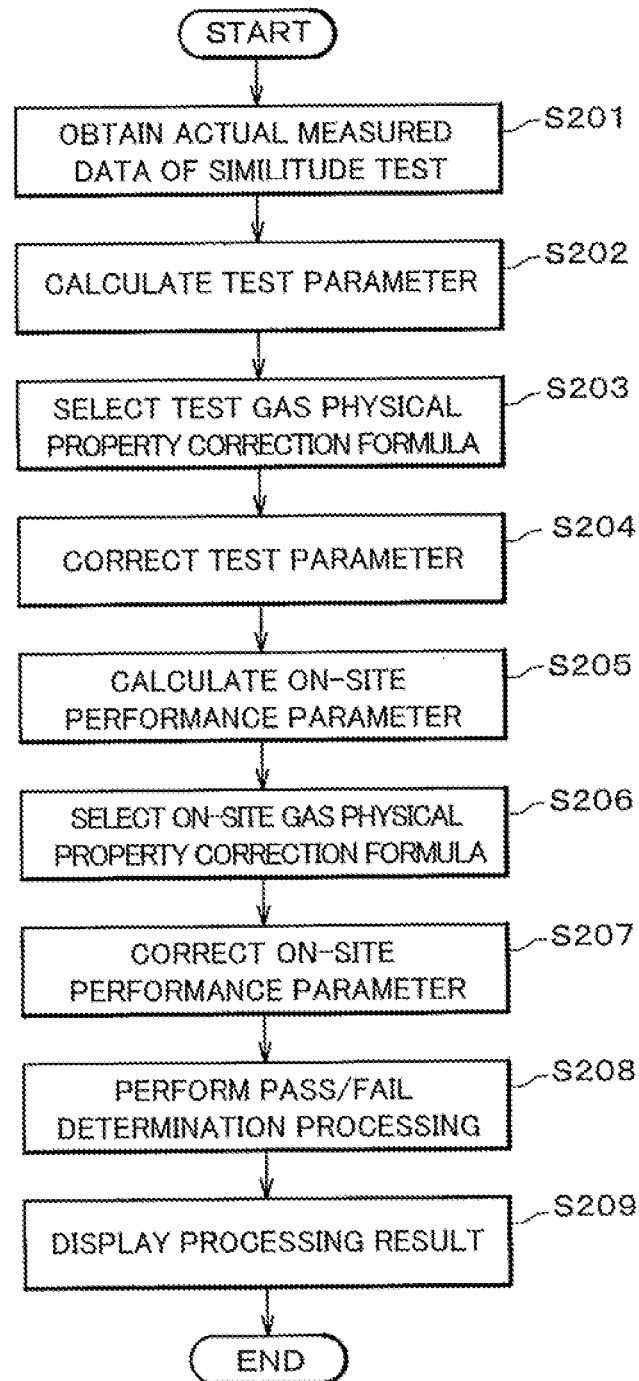 START
OBTAIN ACTUAL MEASURED
DATA OF SIMILITUDE TEST
S201
CALCULATE TEST PARAMETER
S202
SELECT TEST GAS PHYSICAL
PROPERTY CORRECTION FORMULA
S203
CORRECT TEST PARAMETER
S204
CALCULATE ON-SITE
PERFORMANCE PARAMETER
S205
SELECT ON-SITE GAS PHYSICAL
PROPERTY CORRECTION FORMULA
S206
CORRECT ON-SITE
PERFORMANCE PARAMETER
S207
PERFORM PASS/FAIL
DETERMINATION PROCESSING
S208
DISPLAY PROCESSING RESULT
S209
END